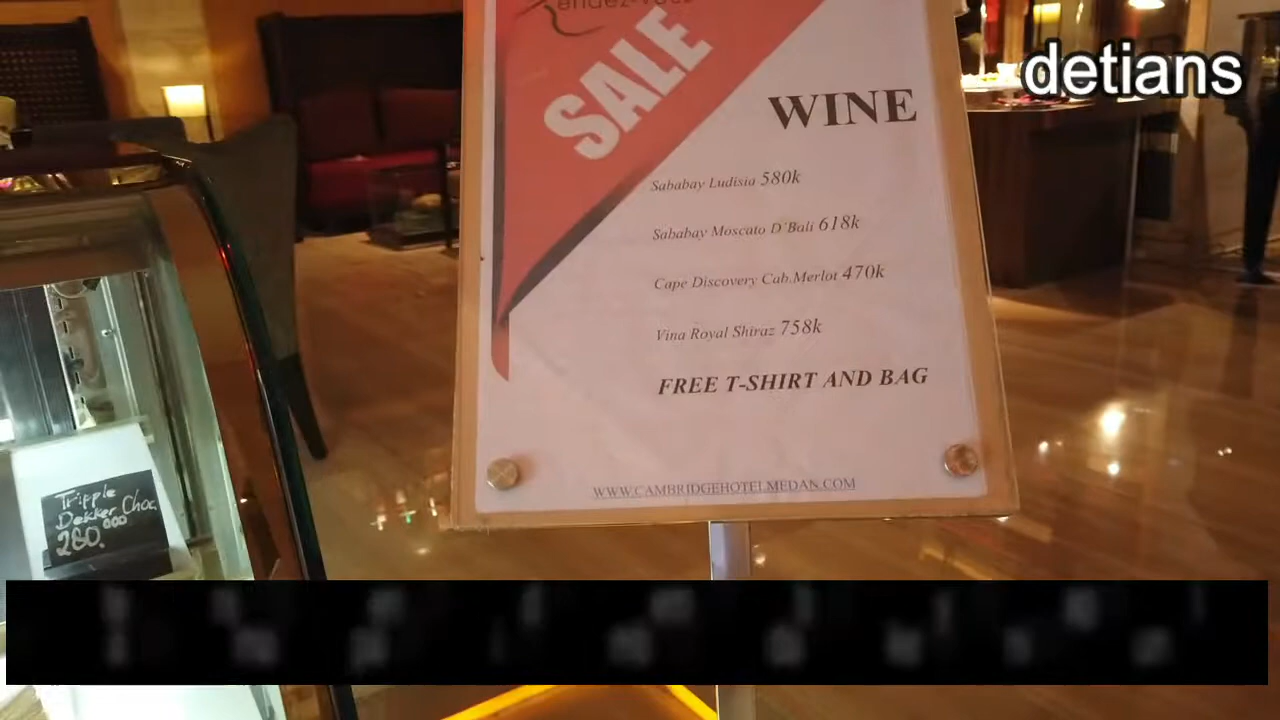 SALE
detians
WINE
Sababay Ludisia 580k
Sababay Moscato D'Bali 618k
Cape Discovery Cab.Merlot 470k
Vina Royal Shiraz 758k
FREE T-SHIRT AND BAG
WWW.CAMBRIDGEHOTELMEDAN.COM
Tripple
Dekker Choc
280.000